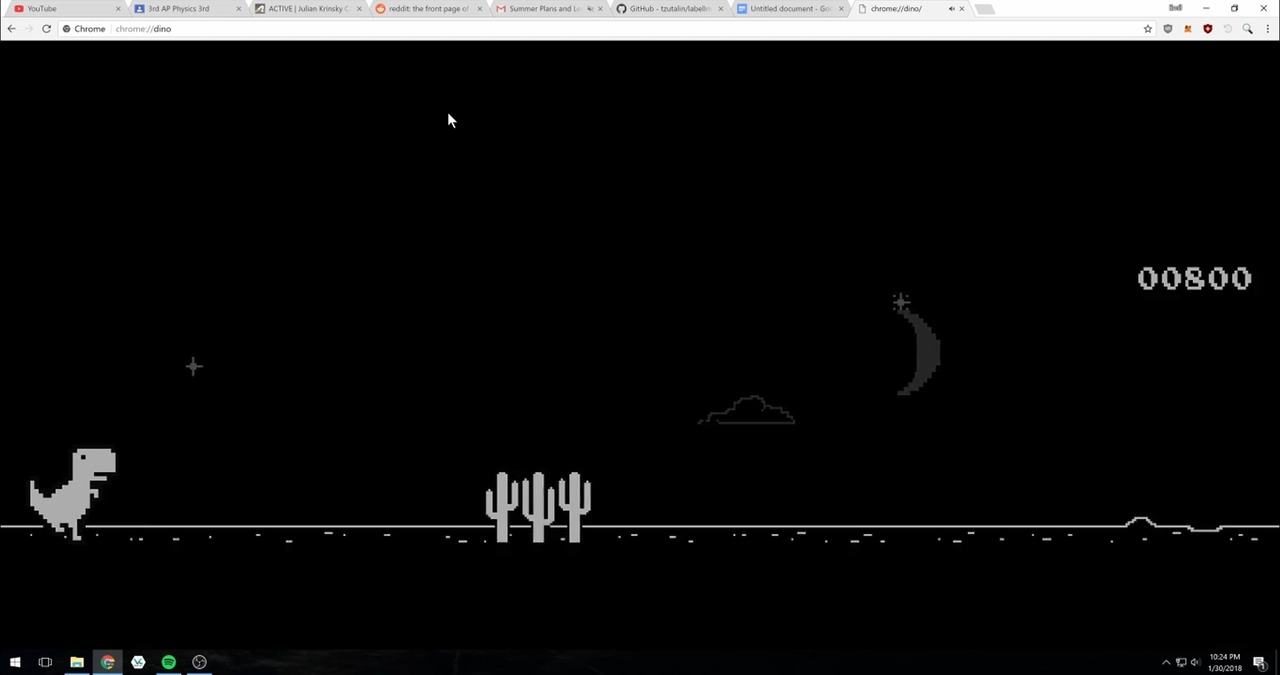 YouTube
3rd AP Physics 3rd
ACTIVE | Julian Krinsky C
reddit: the front page of
Summer Plans and Le
GitHub - tzutalin/labelIm
Untitled document - Goo
chrome://dino/
Chrome chrome://dino
00800
10:24 PM
1/30/2018